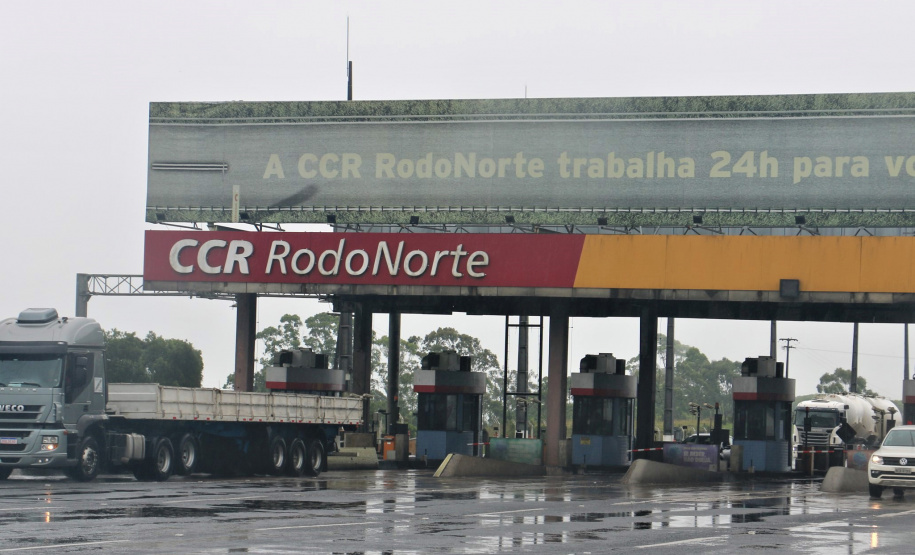 A CCR RodoNorte trabalha 24h para vo
CCR RodoNorte
IVECO